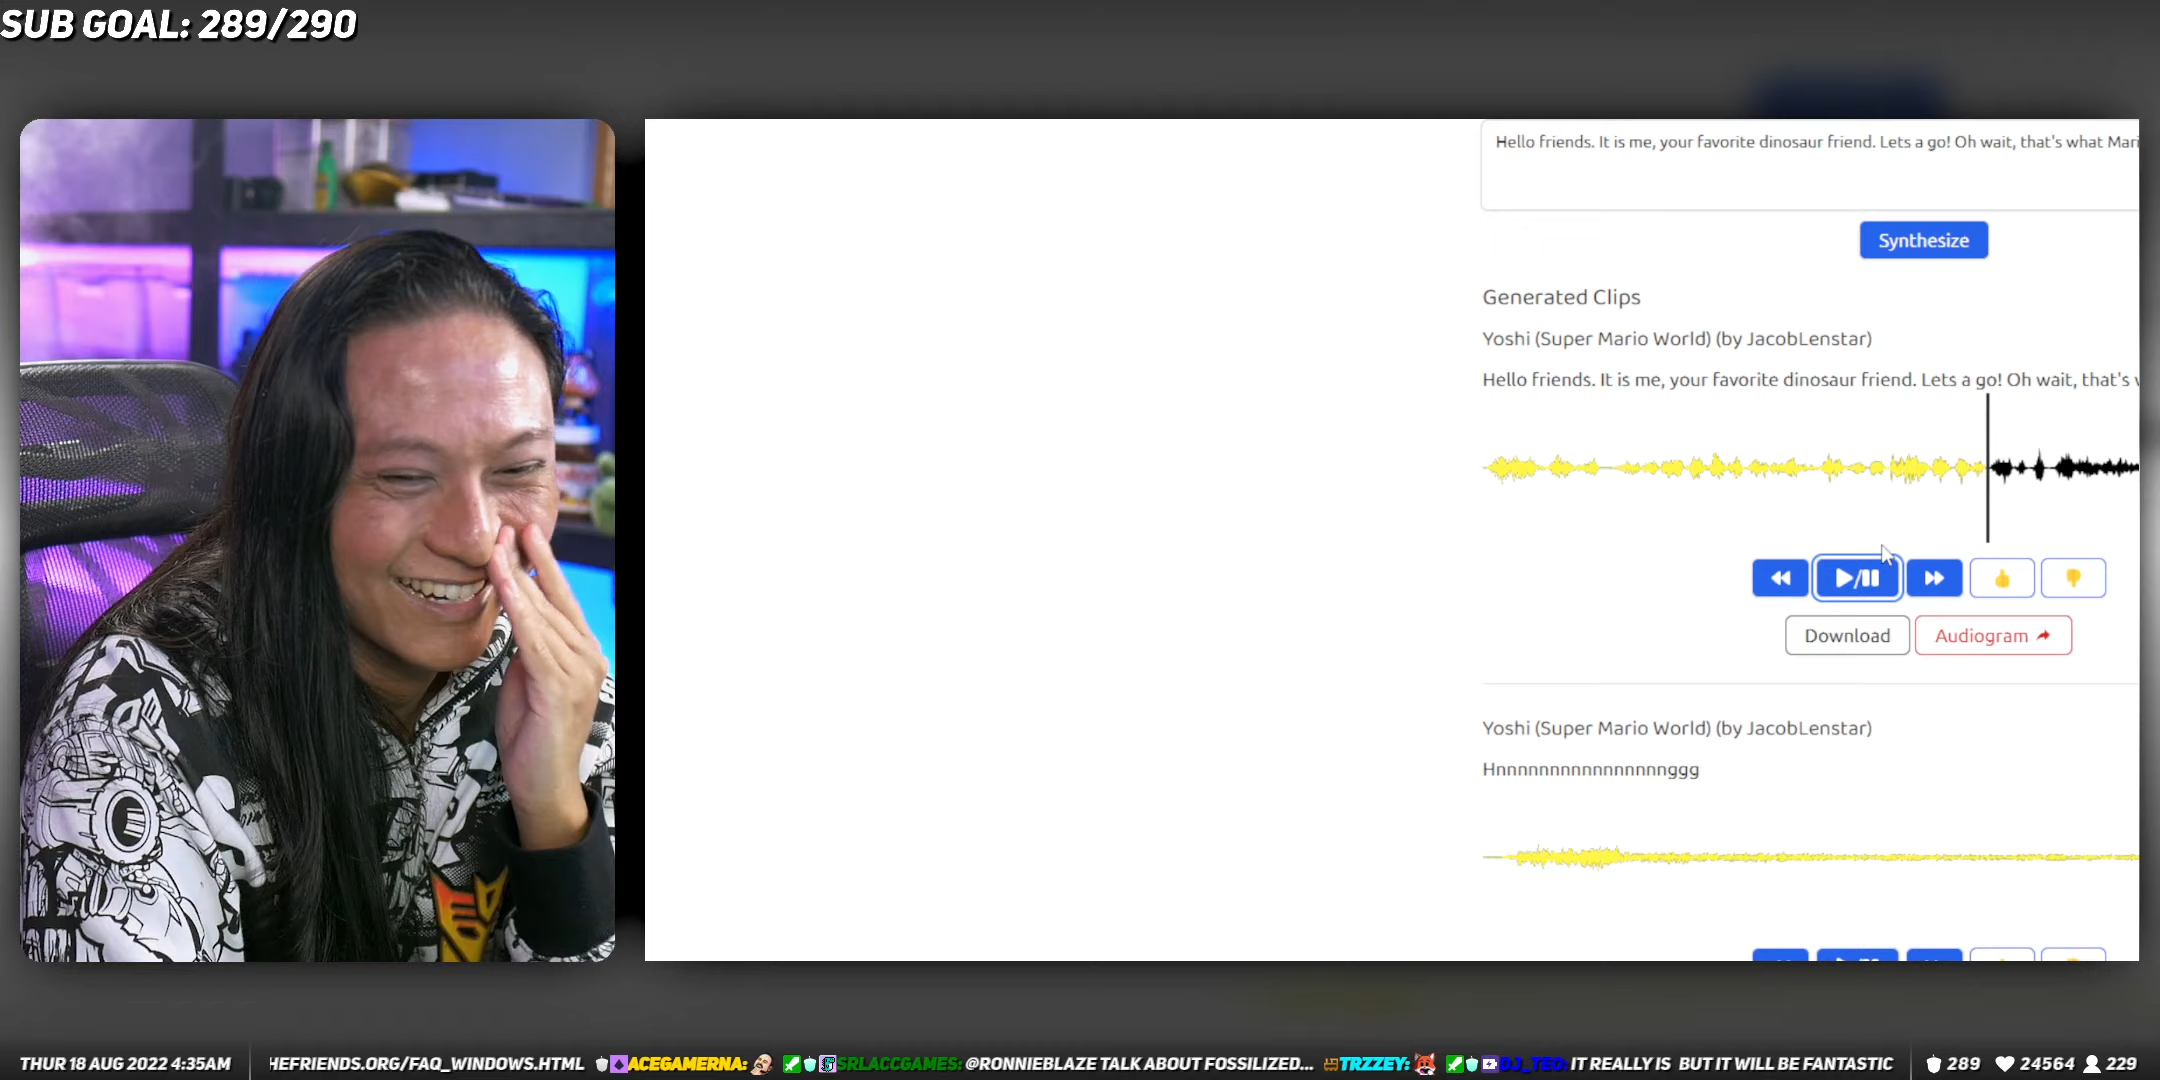 SUB GOAL: 289/290
Hello friends. It is me, your favorite dinosaur friend. Lets a go! Oh wait, that's what Mari
Synthesize
Generated Clips
Yoshi (Super Mario World) (by JacobLenstar)
Hello friends. It is me, your favorite dinosaur friend. Lets a go! Oh wait, that's
Download
Audiogram
Yoshi (Super Mario World) (by JacobLenstar)
Hnnnnnnnnnnnnnnnnggg
THUR 18 AUG 2022 4:35AM HEFRIENDS.ORG/FAQ_WINDOWS.HTML ACEGAMERNA: SRLACCGAMES: @RONNIEBLAZE TALK ABOUT FOSSILIZED... TRZZEY: DJ_TEO: IT REALLY IS BUT IT WILL BE FANTASTIC 289 24564 229